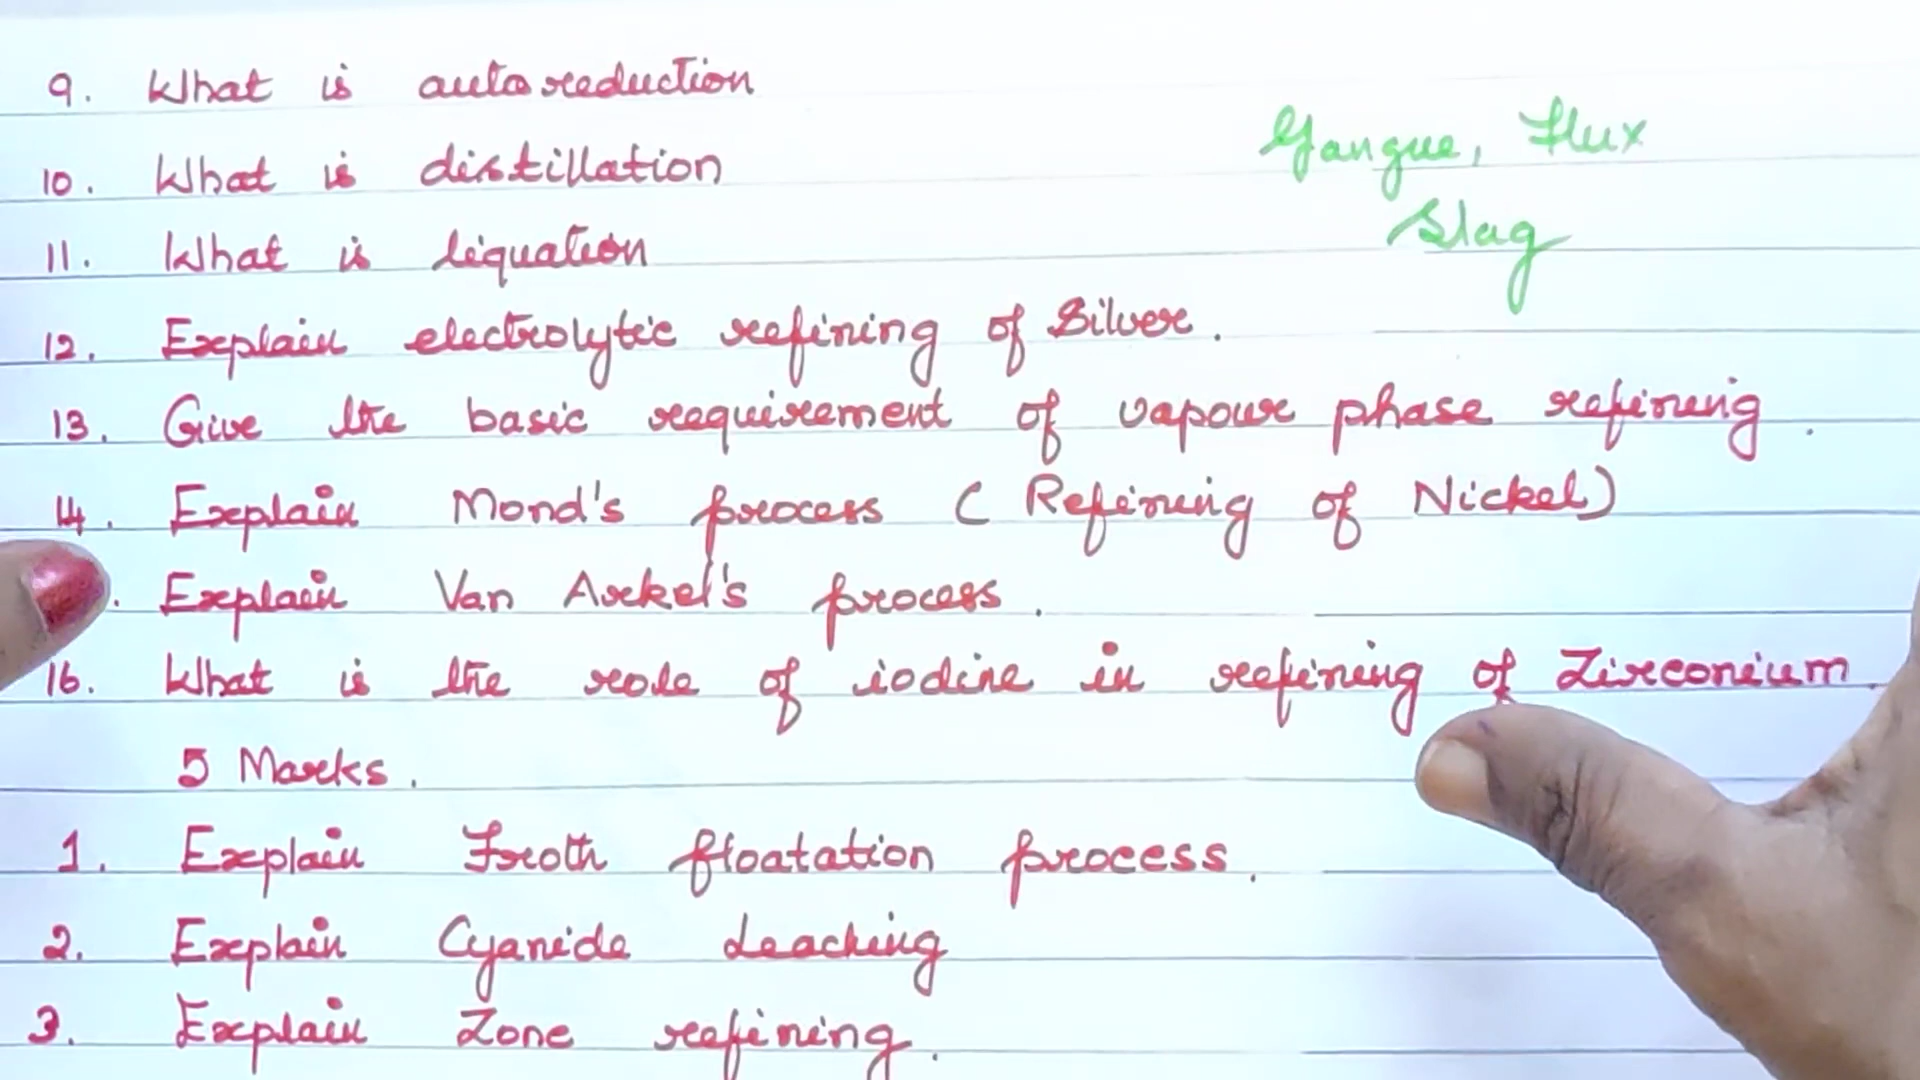 9. What is auto reduction
10. What is distillation
Gangue, Flux
Slag
11. What is liquation
12. Explain electrolytic refining of Silver.
13. Give the basic requirement of vapour phase refining.
14. Explain Mond's process ( Refining of Nickel)
. Explain Van Arkel's process.
16. What is the role of iodine in refining of Zirconium.
5 Marks.
1. Explain Froth floatation process.
2. Explain Cyanide Leaching
3. Explain Zone refining.